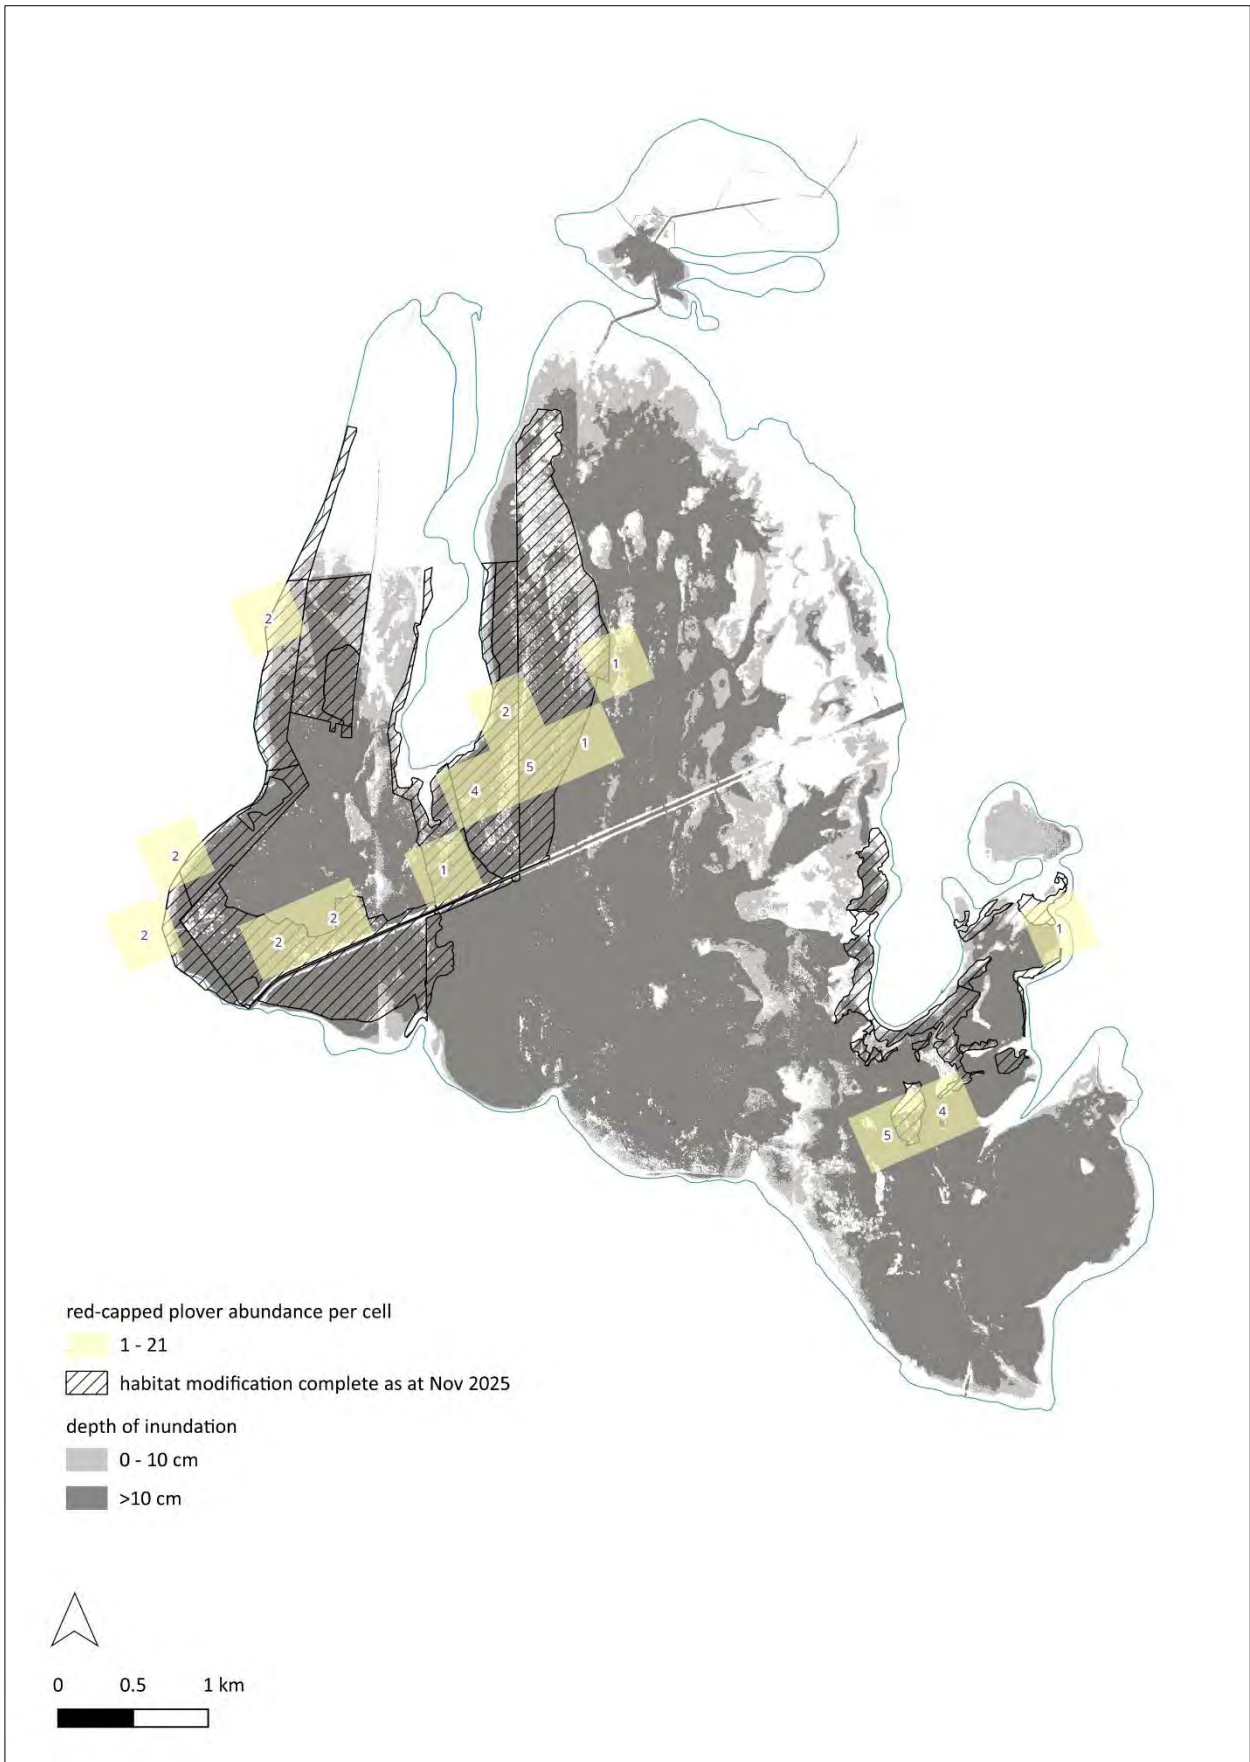 2
1
2
1
5
4
2
1
2
2
2
1
4
5
red-capped plover abundance per cell
1 - 21
habitat modification complete as at Nov 2025
depth of inundation
0 - 10 cm
>10 cm
0 0.5 1 km